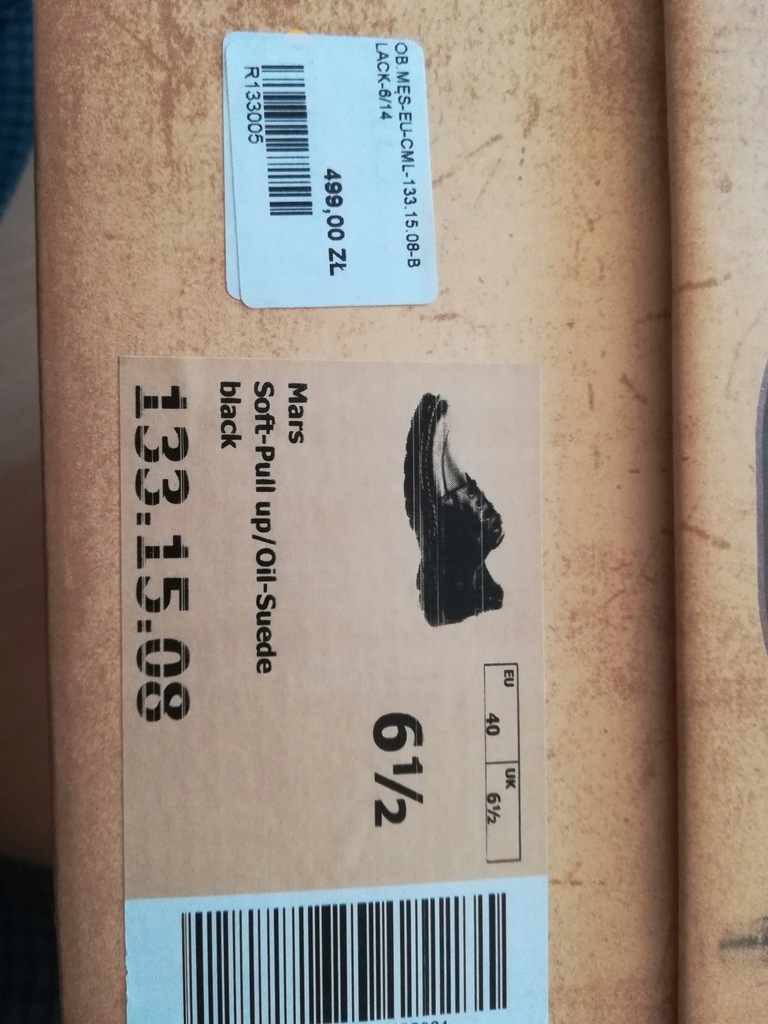 OB.MĘS-EU-CML-133.15.08-B
LACK-6/14
499,00 ZŁ
R133005
EU 40 UK 6½
6½
Mars
Soft-Pull up/Oil-Suede
black
133.15.08